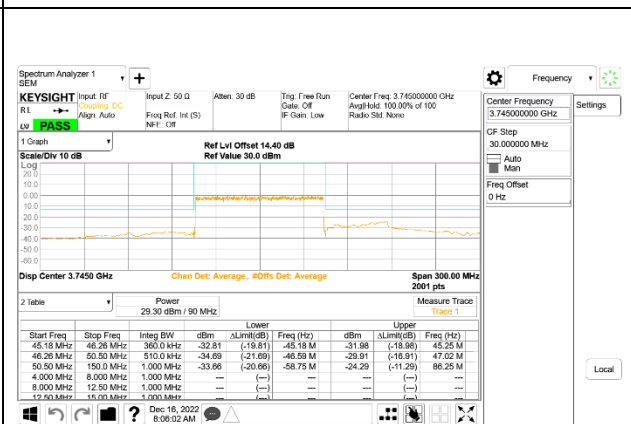 Spectrum Analyzer 1
SEM
+
Frequency
KEYSIGHT Input: RF Input Z: 50 Ω Atten: 30 dB Trig: Free Run Center Freq: 3.745000000 GHz
RL Coupling: DC Gate: Off Avg|Hold: 100.00% of 100
Align: Auto Freq Ref: Int (S) IF Gain: Low Radio Std: None
PASS NFE: Off
Center Frequency
3.745000000 GHz
Settings
CF Step
30.000000 MHz
Auto
Man
Freq Offset
0 Hz
1 Graph
Ref Lvl Offset 14.40 dB
Scale/Div 10 dB Ref Value 30.0 dBm
Log
20.0
10.0
0.00
-10.0
-20.0
-30.0
-40.0
-50.0
-60.0
Disp Center 3.7450 GHz Chan Det: Average, #Offs Det: Average Span 300.00 MHz
2001 pts
2 Table Power Measure Trace
29.30 dBm / 90 MHz Trace 1
Lower Upper
Start Freq Stop Freq Integ BW dBm ΔLimit(dB) Freq (Hz) dBm ΔLimit(dB) Freq (Hz)
45.18 MHz 46.26 MHz 360.0 kHz -32.81 (-19.81) -45.18 M -31.98 (-18.98) 45.25 M
46.26 MHz 50.50 MHz 510.0 kHz -34.69 (-21.69) -46.59 M -29.91 (-16.91) 47.02 M
50.50 MHz 150.0 MHz 1.000 MHz -33.66 (-20.66) -58.75 M -24.29 (-11.29) 86.25 M
4.000 MHz 8.000 MHz 1.000 MHz --- (---) --- --- (---) ---
8.000 MHz 12.50 MHz 1.000 MHz --- (---) --- --- (---) ---
12.50 MHz 15.00 MHz 1.000 MHz --- (---) --- --- (---) ---
Local
? Dec 16, 2022
8:06:02 AM